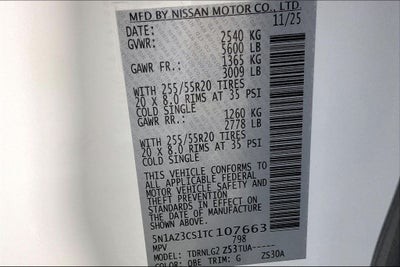 MFD BY NISSAN MOTOR CO., LTD.
DATE: 11/25
GVWR: 2540 KG
5600 LB
GAWR FR.: 1365 KG
3009 LB
WITH 255/55R20 TIRES
20 X 8.0 RIMS AT 35 PSI
COLD SINGLE
GAWR RR.: 1260 KG
2778 LB
WITH 255/55R20 TIRES
20 X 8.0 RIMS AT 35 PSI
COLD SINGLE
THIS VEHICLE CONFORMS TO
ALL APPLICABLE FEDERAL
MOTOR VEHICLE SAFETY AND
THEFT PREVENTION
STANDARDS IN EFFECT ON
THE DATE OF MANUFACTURE
SHOWN ABOVE.
5N1AZ3CS1TC107663
MPV 798
MODEL: TDRNLG2 Z53TUA-----
COLOR: QBE TRIM: G ZS30A